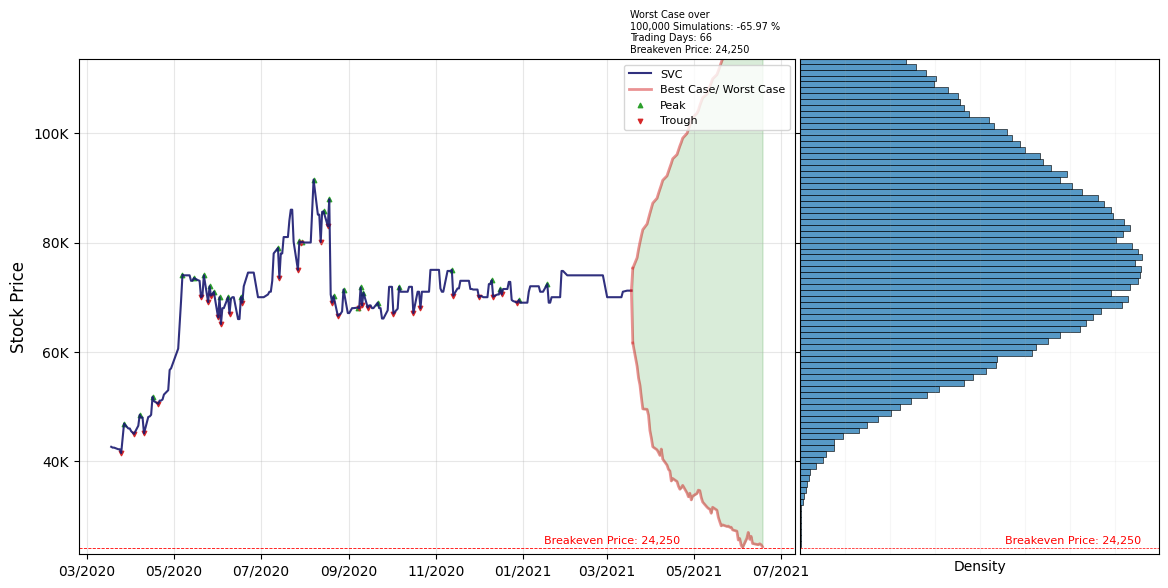 Worst Case over
100,000 Simulations: -65.97 %
Trading Days: 66
Breakeven Price: 24,250
SVC
Best Case/ Worst Case
Peak
Trough
Stock Price
100K
80K
60K
40K
Breakeven Price: 24,250
Breakeven Price: 24,250
03/2020
05/2020
07/2020
09/2020
11/2020
01/2021
03/2021
05/2021
07/2021
Density